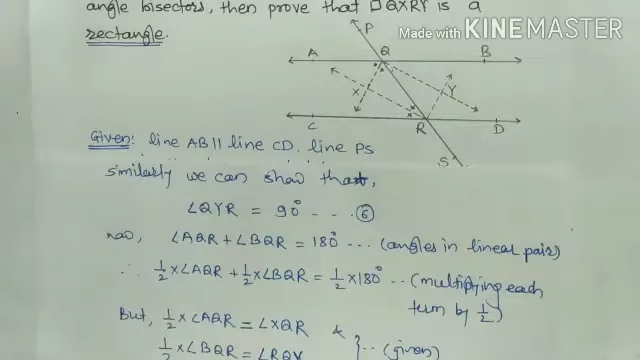 angle bisectors, then prove that □QXRY is a
rectangle.
Made with KINEMASTER
P
A
Q
B
X
Y
C
R
D
S
Given: line AB || line CD. line PS
similarly we can show that,
∠QYR = 90° --- ⑥
now, ∠AQR + ∠BQR = 180° ... (angles in linear pair)
∴ 1/2 × ∠AQR + 1/2 × ∠BQR = 1/2 × 180° .. (multiplying each
term by 1/2)
But, 1/2 × ∠AQR = ∠XQR &
1/2 × ∠BQR = ∠RQY } .. (given)